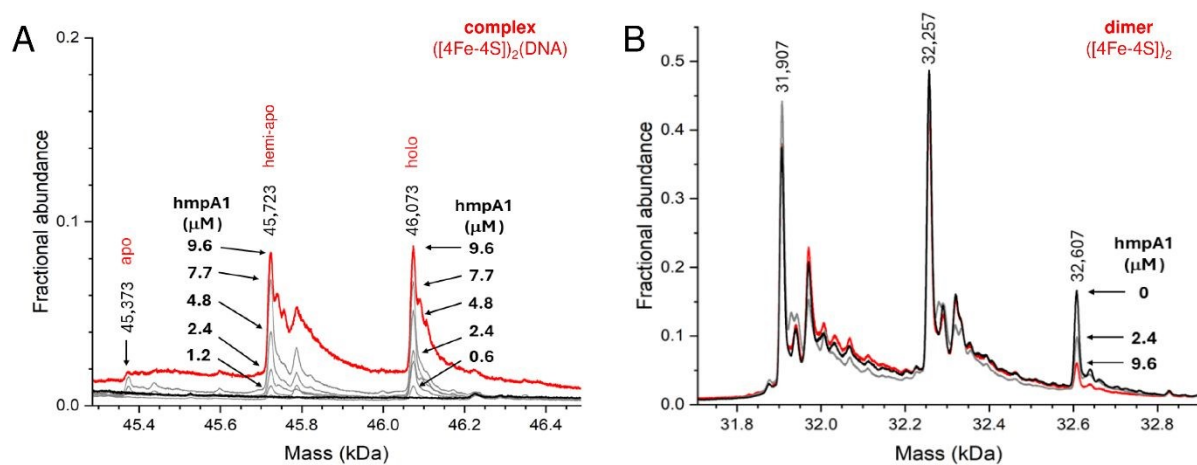 A
complex
([4Fe-4S])₂(DNA)
Fractional abundance
0.2
0.1
0.0
apo
45,373
hemi-apo
45,723
holo
46,073
hmpA1
(μM)
9.6
7.7
4.8
2.4
1.2
hmpA1
(μM)
9.6
7.7
4.8
2.4
0.6
45.4 45.6 45.8 46.0 46.2 46.4
Mass (kDa)
B
dimer
([4Fe-4S])₂
Fractional abundance
0.5
0.4
0.3
0.2
0.1
0.0
31,907
32,257
32,607
hmpA1
(μM)
0
2.4
9.6
31.8 32.0 32.2 32.4 32.6 32.8
Mass (kDa)